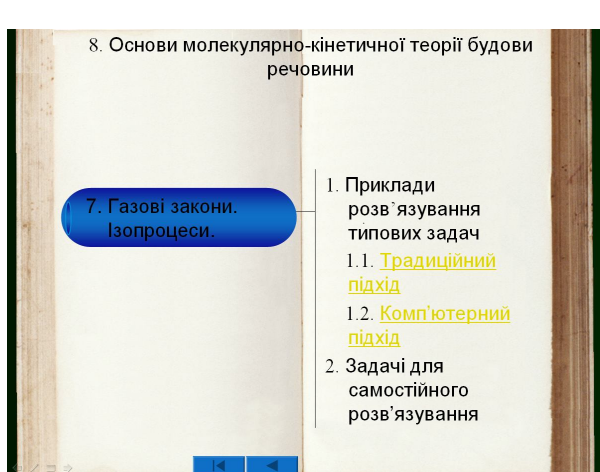 8. Основи молекулярно-кінетичної теорії будови
речовини
7. Газові закони.
Ізопроцеси.
1. Приклади
розв’язування
типових задач
1.1. Традиційний
підхід
1.2. Комп’ютерний
підхід
2. Задачі для
самостійного
розв’язування